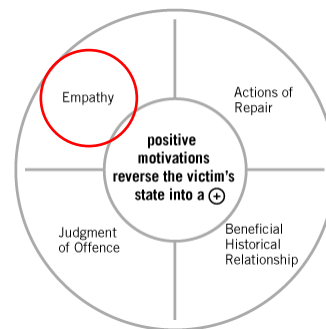 Empathy
Actions of
Repair
positive
motivations
reverse the victim's
state into a ⊕
Judgment
of Offence
Beneficial
Historical
Relationship